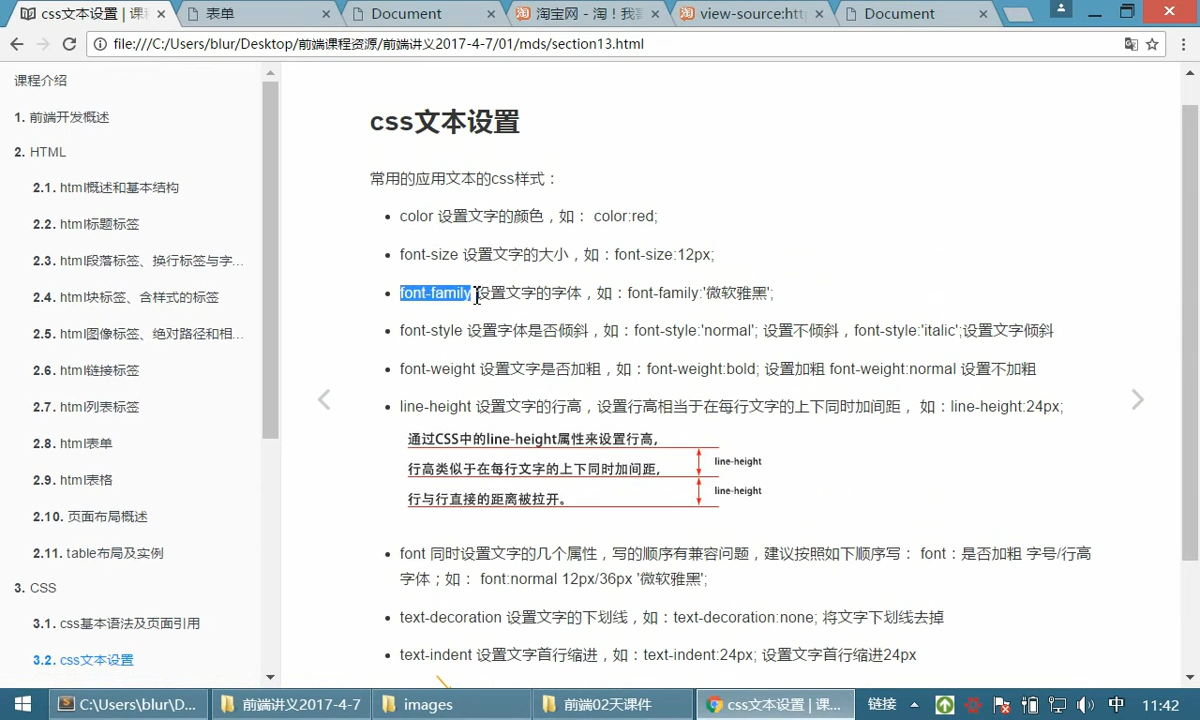 css文本设置 | 课程
表单
Document
淘宝网 - 淘！我
view-source:htt
Document
file:///C:/Users/blur/Desktop/前端课程资源/前端讲义2017-4-7/01/mds/section13.html
课程介绍
1. 前端开发概述
2. HTML
2.1. html概述和基本结构
2.2. html标题标签
2.3. html段落标签、换行标签与字...
2.4. html块标签、含样式的标签
2.5. html图像标签、绝对路径和相...
2.6. html链接标签
2.7. html列表标签
2.8. html表单
2.9. html表格
2.10. 页面布局概述
2.11. table布局及实例
3. CSS
3.1. css基本语法及页面引用
3.2. css文本设置
css文本设置
常用的应用文本的css样式：
color 设置文字的颜色，如： color:red;
font-size 设置文字的大小，如：font-size:12px;
font-family 设置文字的字体，如：font-family:'微软雅黑';
font-style 设置字体是否倾斜，如：font-style:'normal'; 设置不倾斜，font-style:'italic';设置文字倾斜
font-weight 设置文字是否加粗，如：font-weight:bold; 设置加粗 font-weight:normal 设置不加粗
line-height 设置文字的行高，设置行高相当于在每行文字的上下同时加间距， 如：line-height:24px;
通过CSS中的line-height属性来设置行高，
line-height
行高类似于在每行文字的上下同时加间距，
line-height
行与行直接的距离被拉开。
font 同时设置文字的几个属性，写的顺序有兼容问题，建议按照如下顺序写： font：是否加粗 字号/行高
字体；如： font:normal 12px/36px '微软雅黑';
text-decoration 设置文字的下划线，如：text-decoration:none; 将文字下划线去掉
text-indent 设置文字首行缩进，如：text-indent:24px; 设置文字首行缩进24px
C:\Users\blur\D...
前端讲义2017-4-7
images
前端02天课件
css文本设置 | 课...
链接
中
11:42